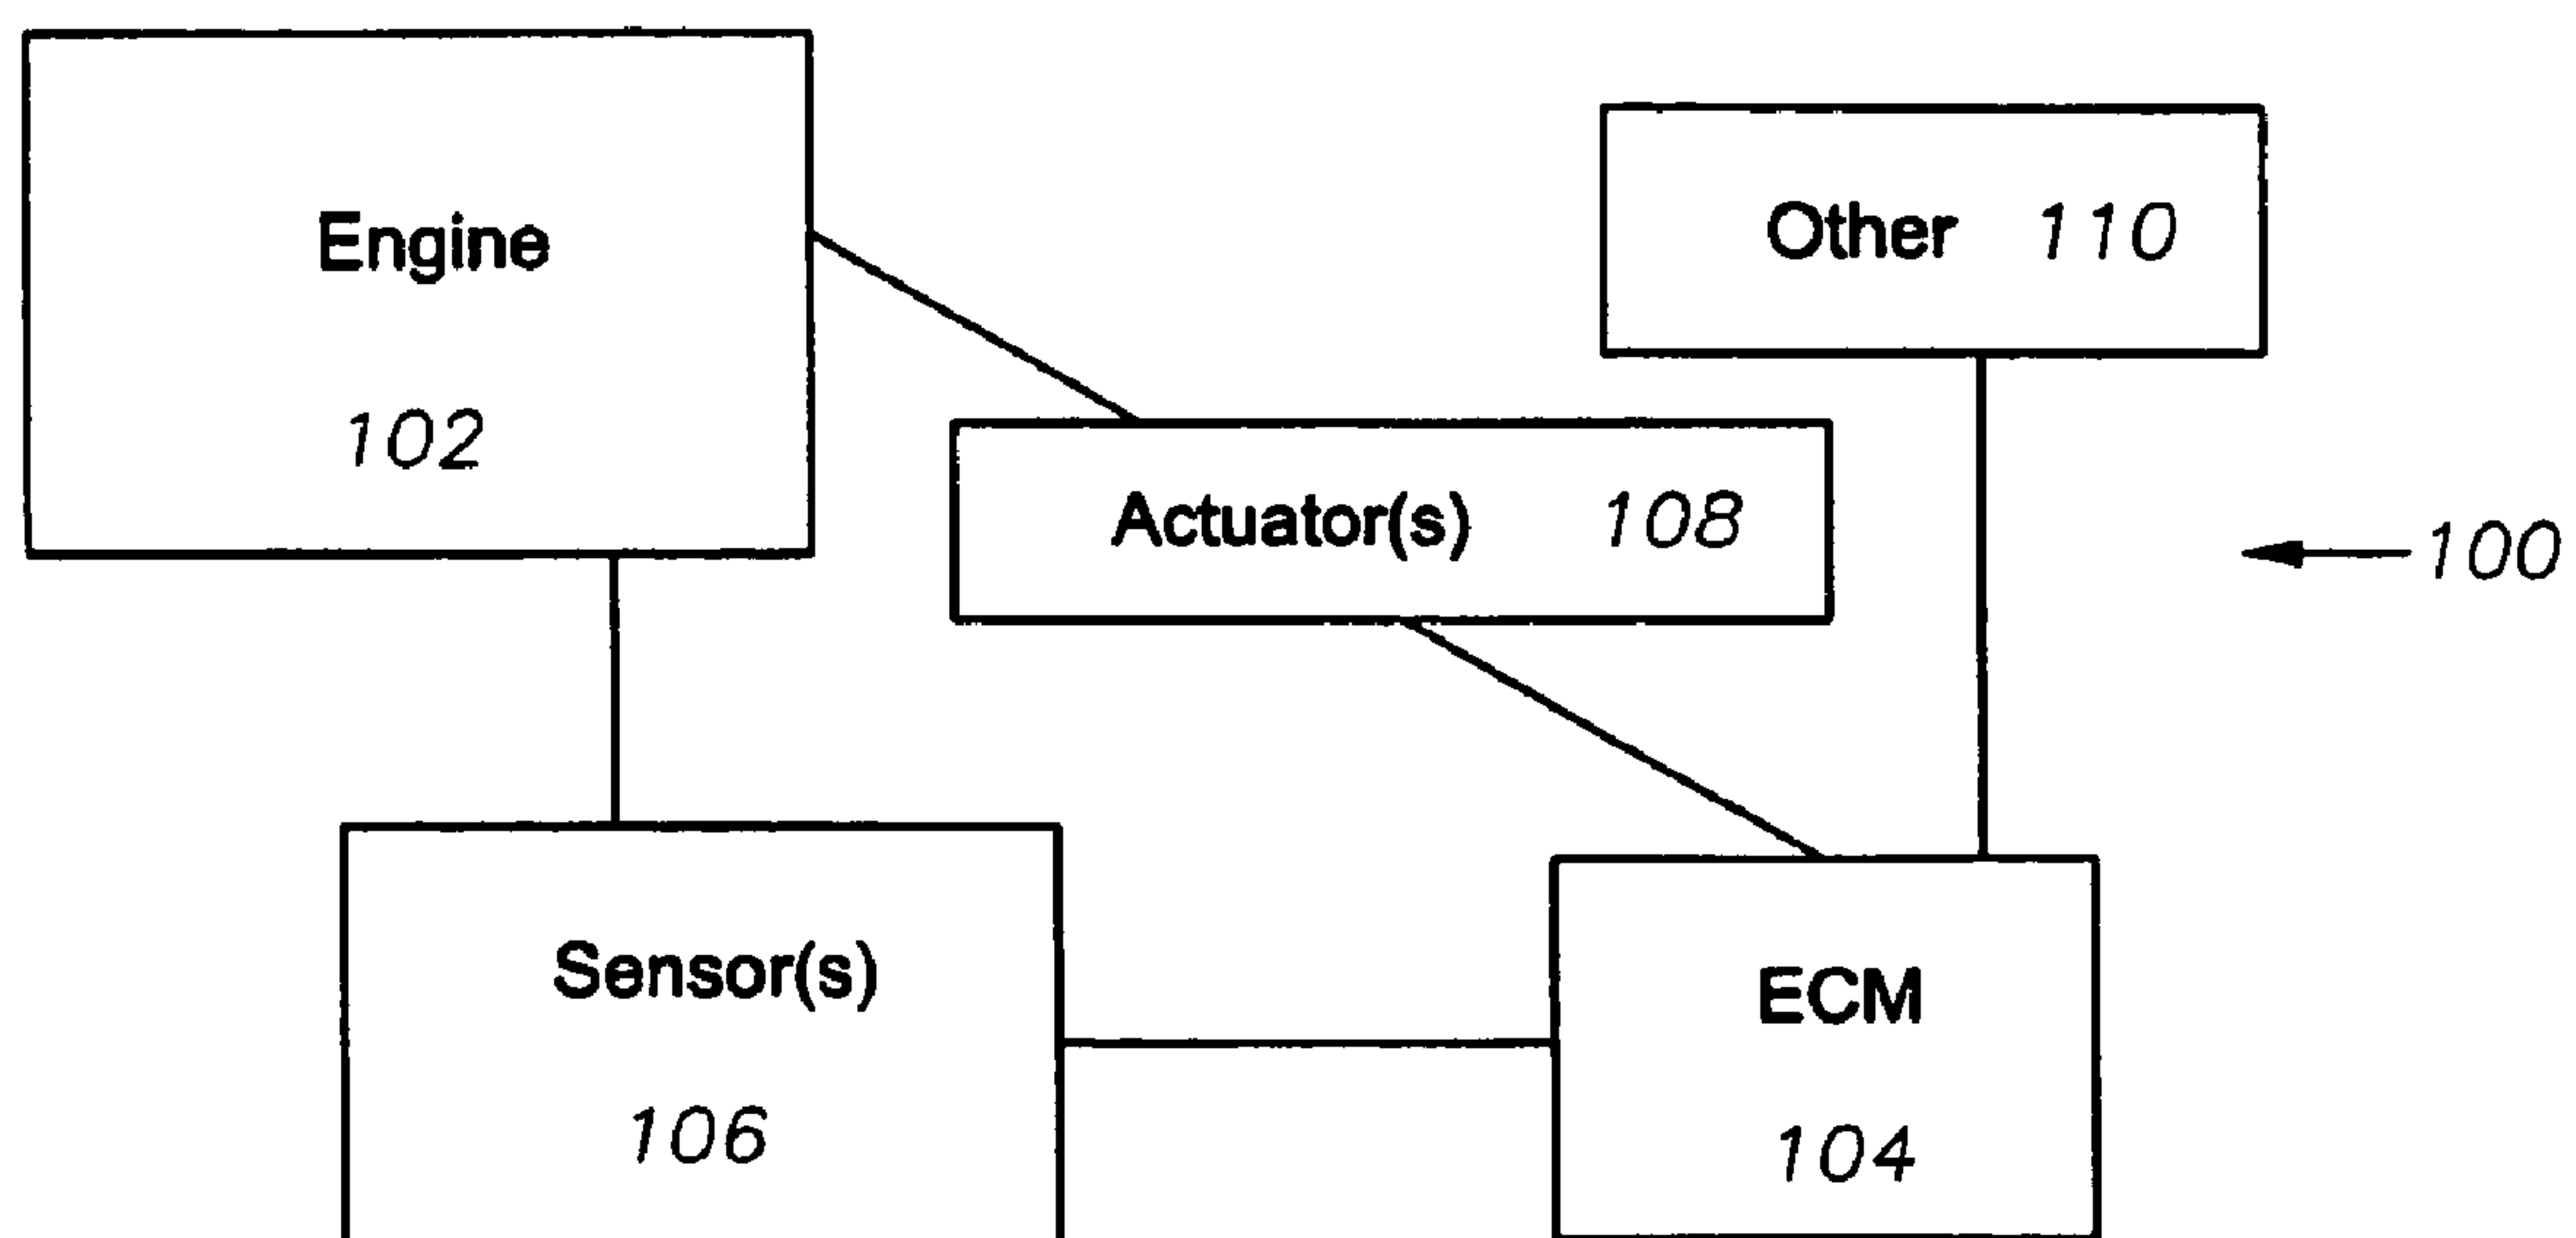 Engine
102
Other 110
Actuator(s) 108
100
Sensor(s)
106
ECM
104